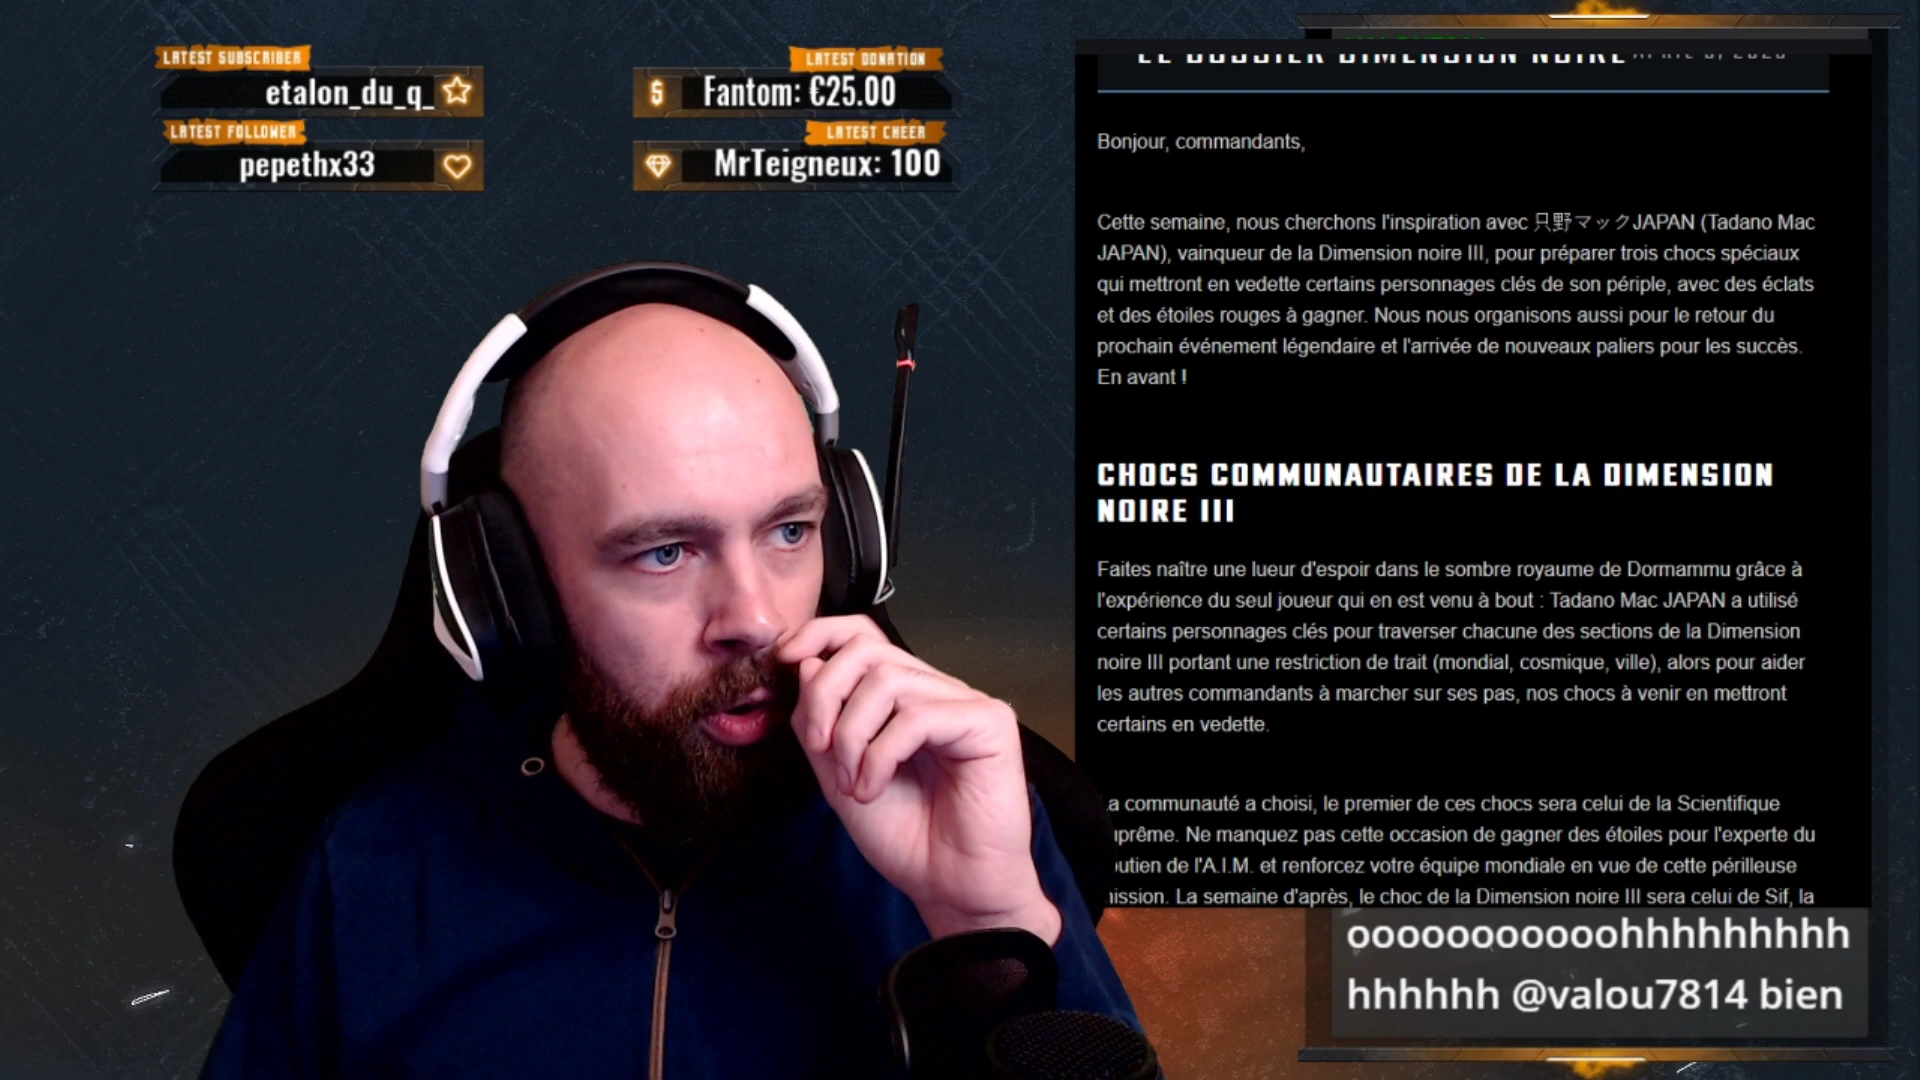 LATEST SUBSCRIBER
etalon_du_q_
LATEST FOLLOWER
pepethx33
LATEST DONATION
$ Fantom: €25.00
LATEST CHEER
MrTeigneux: 100
LE DOSSIER DIMENSION NOIRE
Bonjour, commandants,
Cette semaine, nous cherchons l'inspiration avec 只野マックJAPAN (Tadano Mac
JAPAN), vainqueur de la Dimension noire III, pour préparer trois chocs spéciaux
qui mettront en vedette certains personnages clés de son périple, avec des éclats
et des étoiles rouges à gagner. Nous nous organisons aussi pour le retour du
prochain événement légendaire et l'arrivée de nouveaux paliers pour les succès.
En avant !
CHOCS COMMUNAUTAIRES DE LA DIMENSION
NOIRE III
Faites naître une lueur d'espoir dans le sombre royaume de Dormammu grâce à
l'expérience du seul joueur qui en est venu à bout : Tadano Mac JAPAN a utilisé
certains personnages clés pour traverser chacune des sections de la Dimension
noire III portant une restriction de trait (mondial, cosmique, ville), alors pour aider
les autres commandants à marcher sur ses pas, nos chocs à venir en mettront
certains en vedette.
a communauté a choisi, le premier de ces chocs sera celui de la Scientifique
uprême. Ne manquez pas cette occasion de gagner des étoiles pour l'experte du
outien de l'A.I.M. et renforcez votre équipe mondiale en vue de cette périlleuse
ission. La semaine d'après, le choc de la Dimension noire III sera celui de Sif, la
ooooooooooohhhhhhhhhh
hhhhhh @valou7814 bien